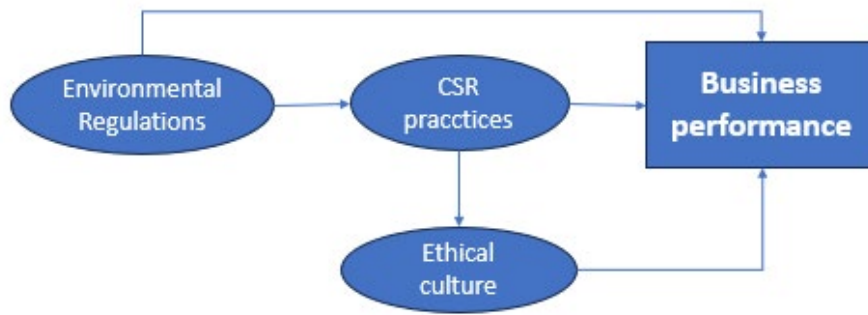 Environmental
Regulations
CSR
pracctices
Business
performance
Ethical
culture